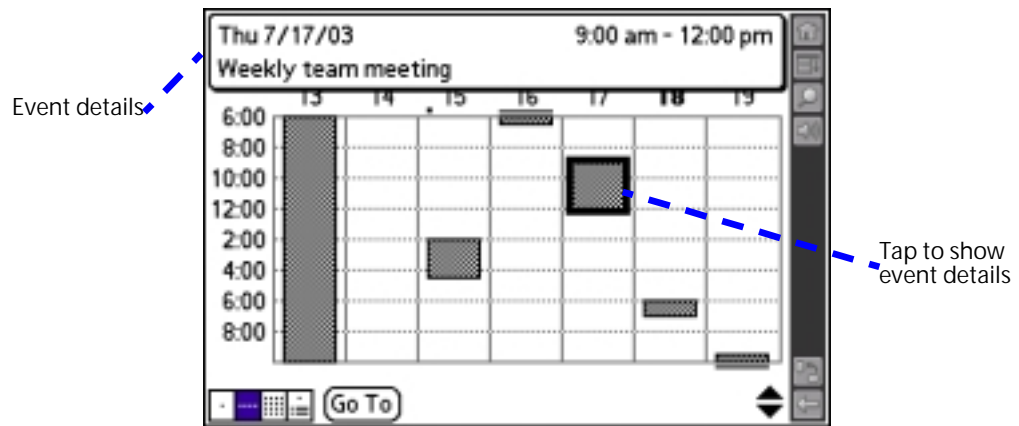 Thu 7/17/03 9:00 am - 12:00 pm
Weekly team meeting
Event details
13 14 15 16 17 18 19
6:00
8:00
10:00
12:00
2:00
4:00
6:00
8:00
Tap to show
event details
Go To